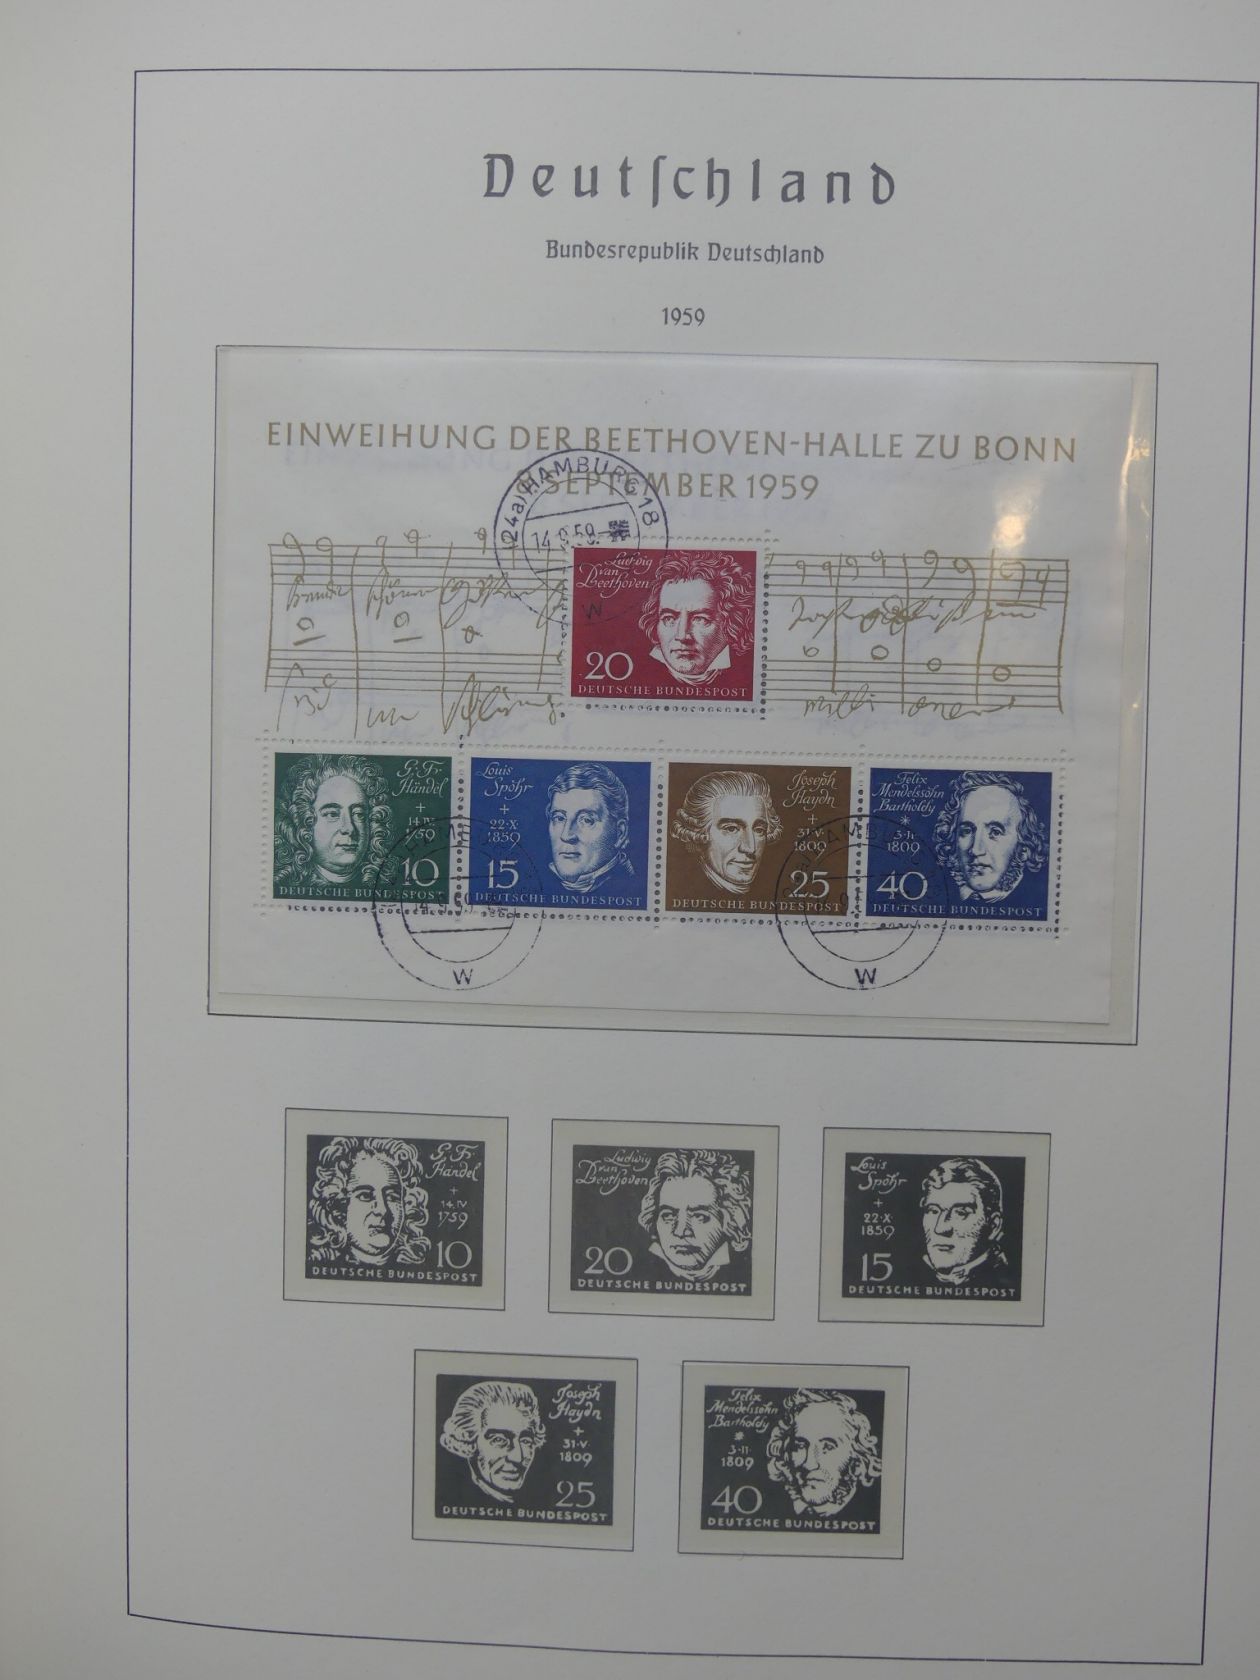 Deutſchland
Bundesrepublik Deutschland
1959
EINWEIHUNG DER BEETHOVEN-HALLE ZU BONN
8. SEPTEMBER 1959
(24a) HAMBURG 18
14.9.59
W
Ludwig
van
Beethoven
20
DEUTSCHE BUNDESPOST
G. Fr.
Händel
+
14.IV
1759
10
DEUTSCHE BUNDESPOST
Louis
Spohr
+
22·X·
1859
15
DEUTSCHE BUNDESPOST
Joseph
Haydn
+
31·V·
1809
25
DEUTSCHE BUNDESPOST
Felix
Mendelssohn
Bartholdy
*
3·II·
1809
40
DEUTSCHE BUNDESPOST
W
W
G. Fr.
Händel
+
14.IV
1759
10
DEUTSCHE BUNDESPOST
Ludwig
van
Beethoven
20
DEUTSCHE BUNDESPOST
Louis
Spohr
+
22·X·
1859
15
DEUTSCHE BUNDESPOST
Joseph
Haydn
+
31·V·
1809
25
DEUTSCHE BUNDESPOST
Felix
Mendelssohn
Bartholdy
*
3·II·
1809
40
DEUTSCHE BUNDESPOST